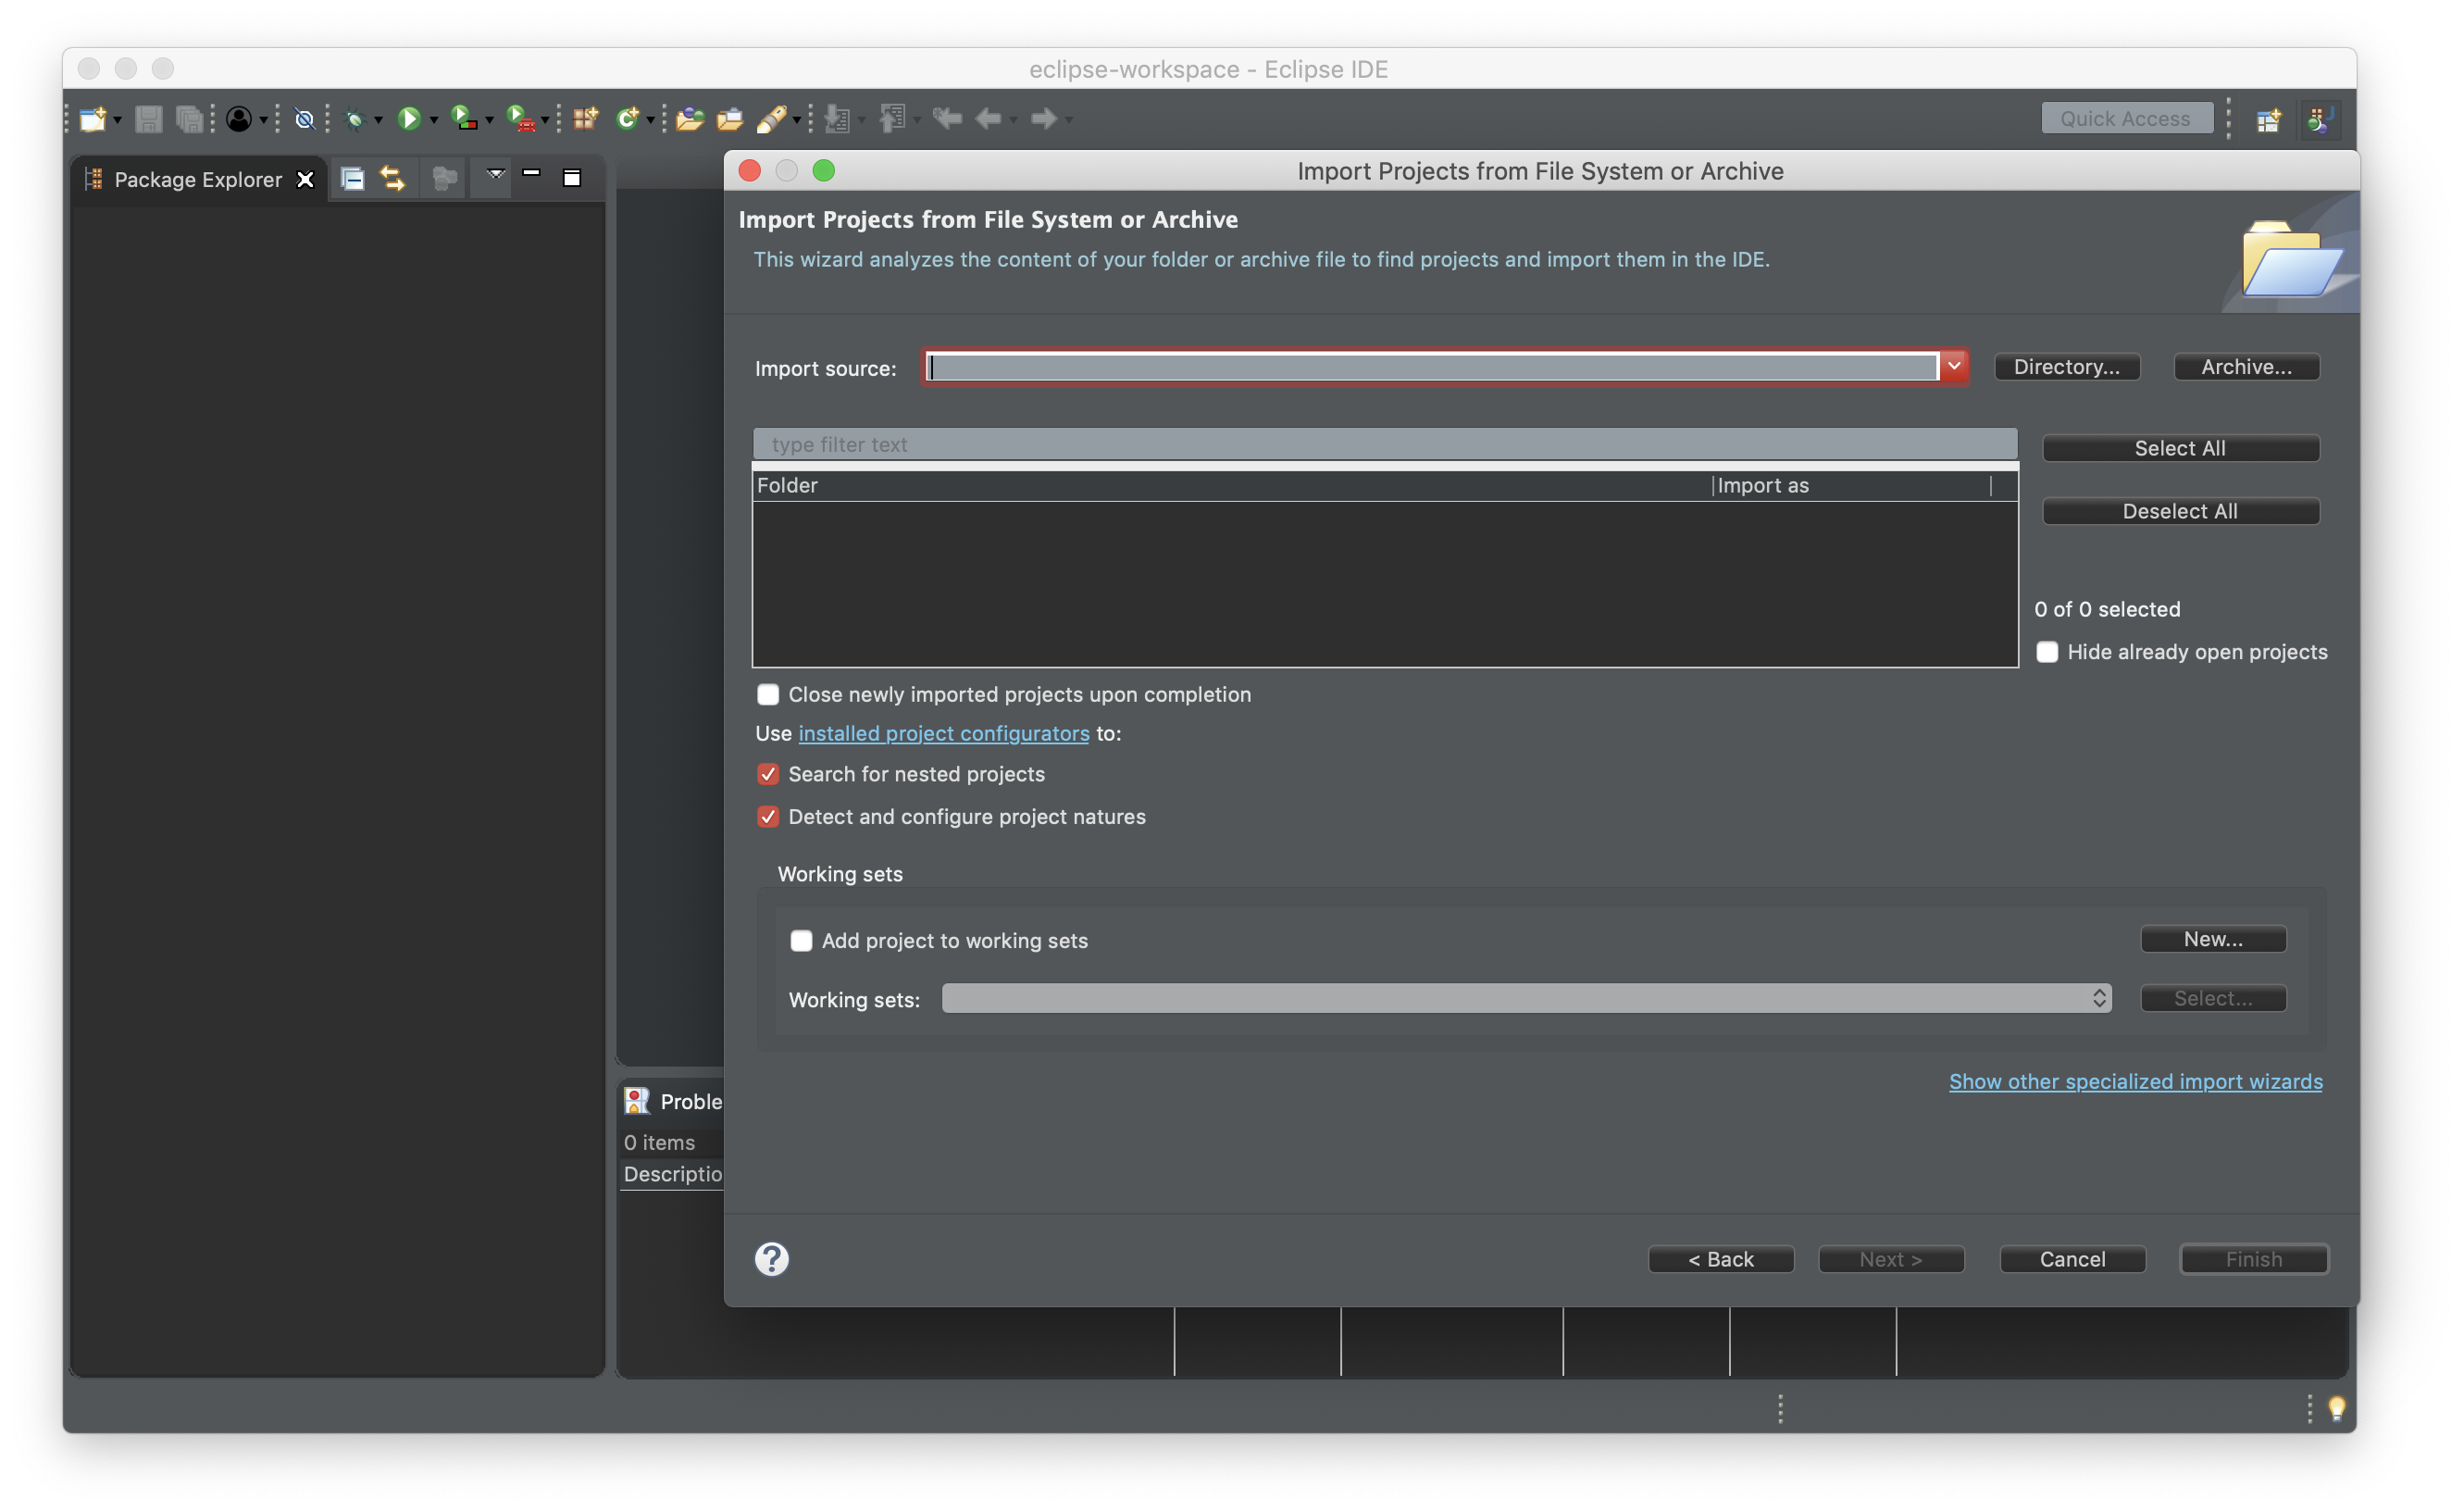 eclipse-workspace - Eclipse IDE
Quick Access
Package Explorer
Import Projects from File System or Archive
Import Projects from File System or Archive
This wizard analyzes the content of your folder or archive file to find projects and import them in the IDE.
Import source:
Directory...
Archive...
type filter text
Select All
Folder
Import as
Deselect All
0 of 0 selected
Hide already open projects
Close newly imported projects upon completion
Use installed project configurators to:
Search for nested projects
Detect and configure project natures
Working sets
Add project to working sets
New...
Working sets:
Select...
Show other specialized import wizards
Proble
0 items
Descriptio
?
< Back
Next >
Cancel
Finish